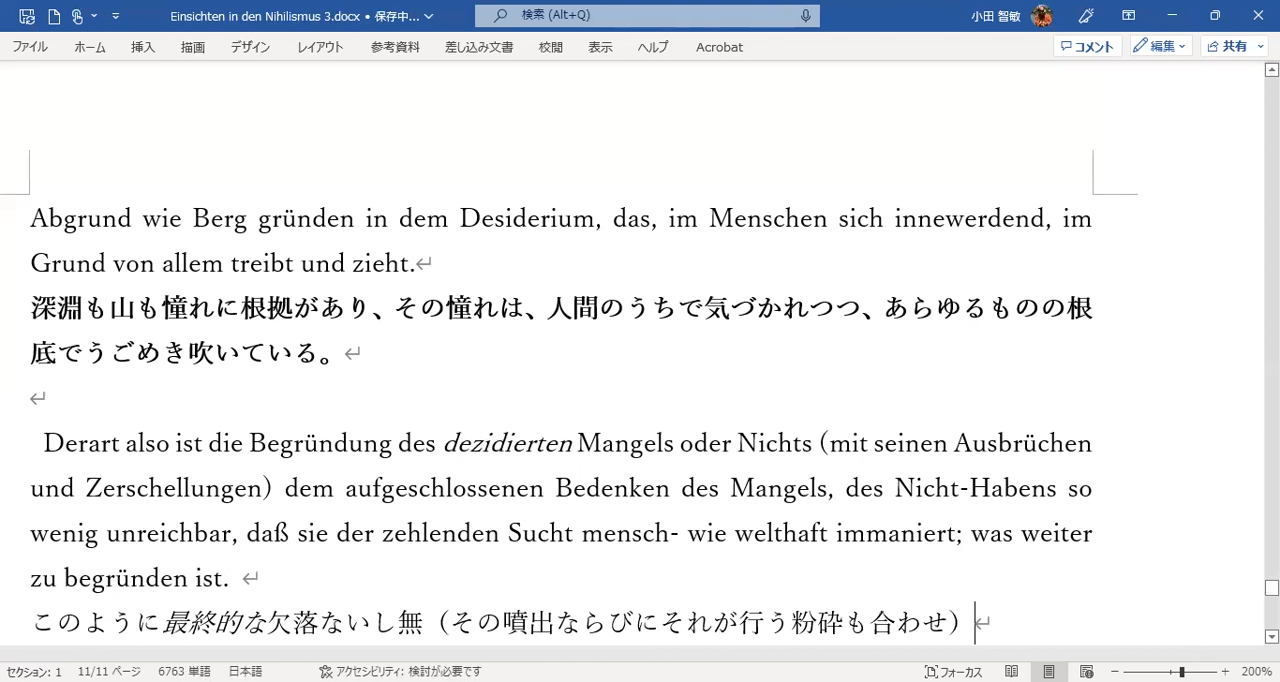 Einsichten in den Nihilismus 3.docx • 保存中...
検索 (Alt+Q)
小田 智敏
ファイル ホーム 挿入 描画 デザイン レイアウト 参考資料 差し込み文書 校閲 表示 ヘルプ Acrobat
コメント 編集 共有
Abgrund wie Berg gründen in dem Desiderium, das, im Menschen sich innewerdend, im
Grund von allem treibt und zieht.↵
深淵も山も憧れに根拠があり、その憧れは、人間のうちで気づかれつつ、あらゆるものの根
底でうごめき吹いている。↵
↵
Derart also ist die Begründung des dezidierten Mangels oder Nichts (mit seinen Ausbrüchen
und Zerschellungen) dem aufgeschlossenen Bedenken des Mangels, des Nicht-Habens so
wenig unreichbar, daß sie der zehlenden Sucht mensch- wie welthaft immaniert; was weiter
zu begründen ist. ↵
このように最終的な欠落ないし無（その噴出ならびにそれが行う粉砕も合わせ）↵
セクション: 1 11/11 ページ 6763 単語 日本語 アクセシビリティ: 検討が必要です フォーカス 200%